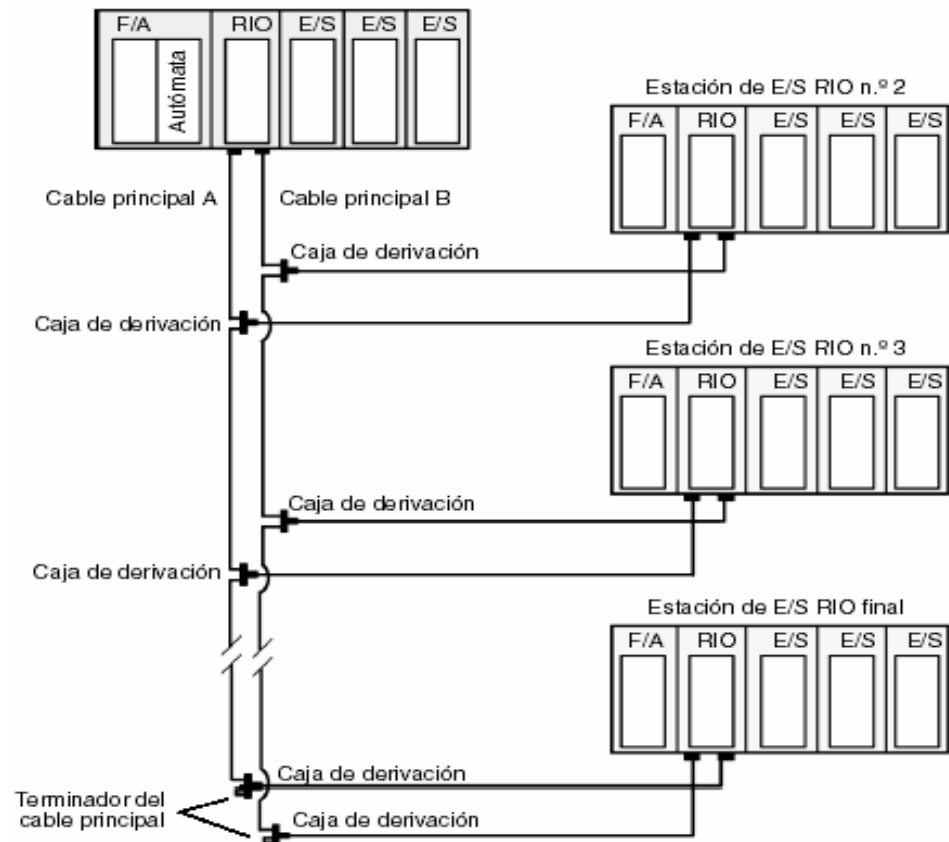 F/A RIO E/S E/S E/S
Autómata
Estación de E/S RIO n.º 2
F/A RIO E/S E/S E/S
Cable principal A
Cable principal B
Caja de derivación
Caja de derivación
Estación de E/S RIO n.º 3
F/A RIO E/S E/S E/S
Caja de derivación
Caja de derivación
Estación de E/S RIO final
F/A RIO E/S E/S E/S
Caja de derivación
Terminador del
cable principal
Caja de derivación